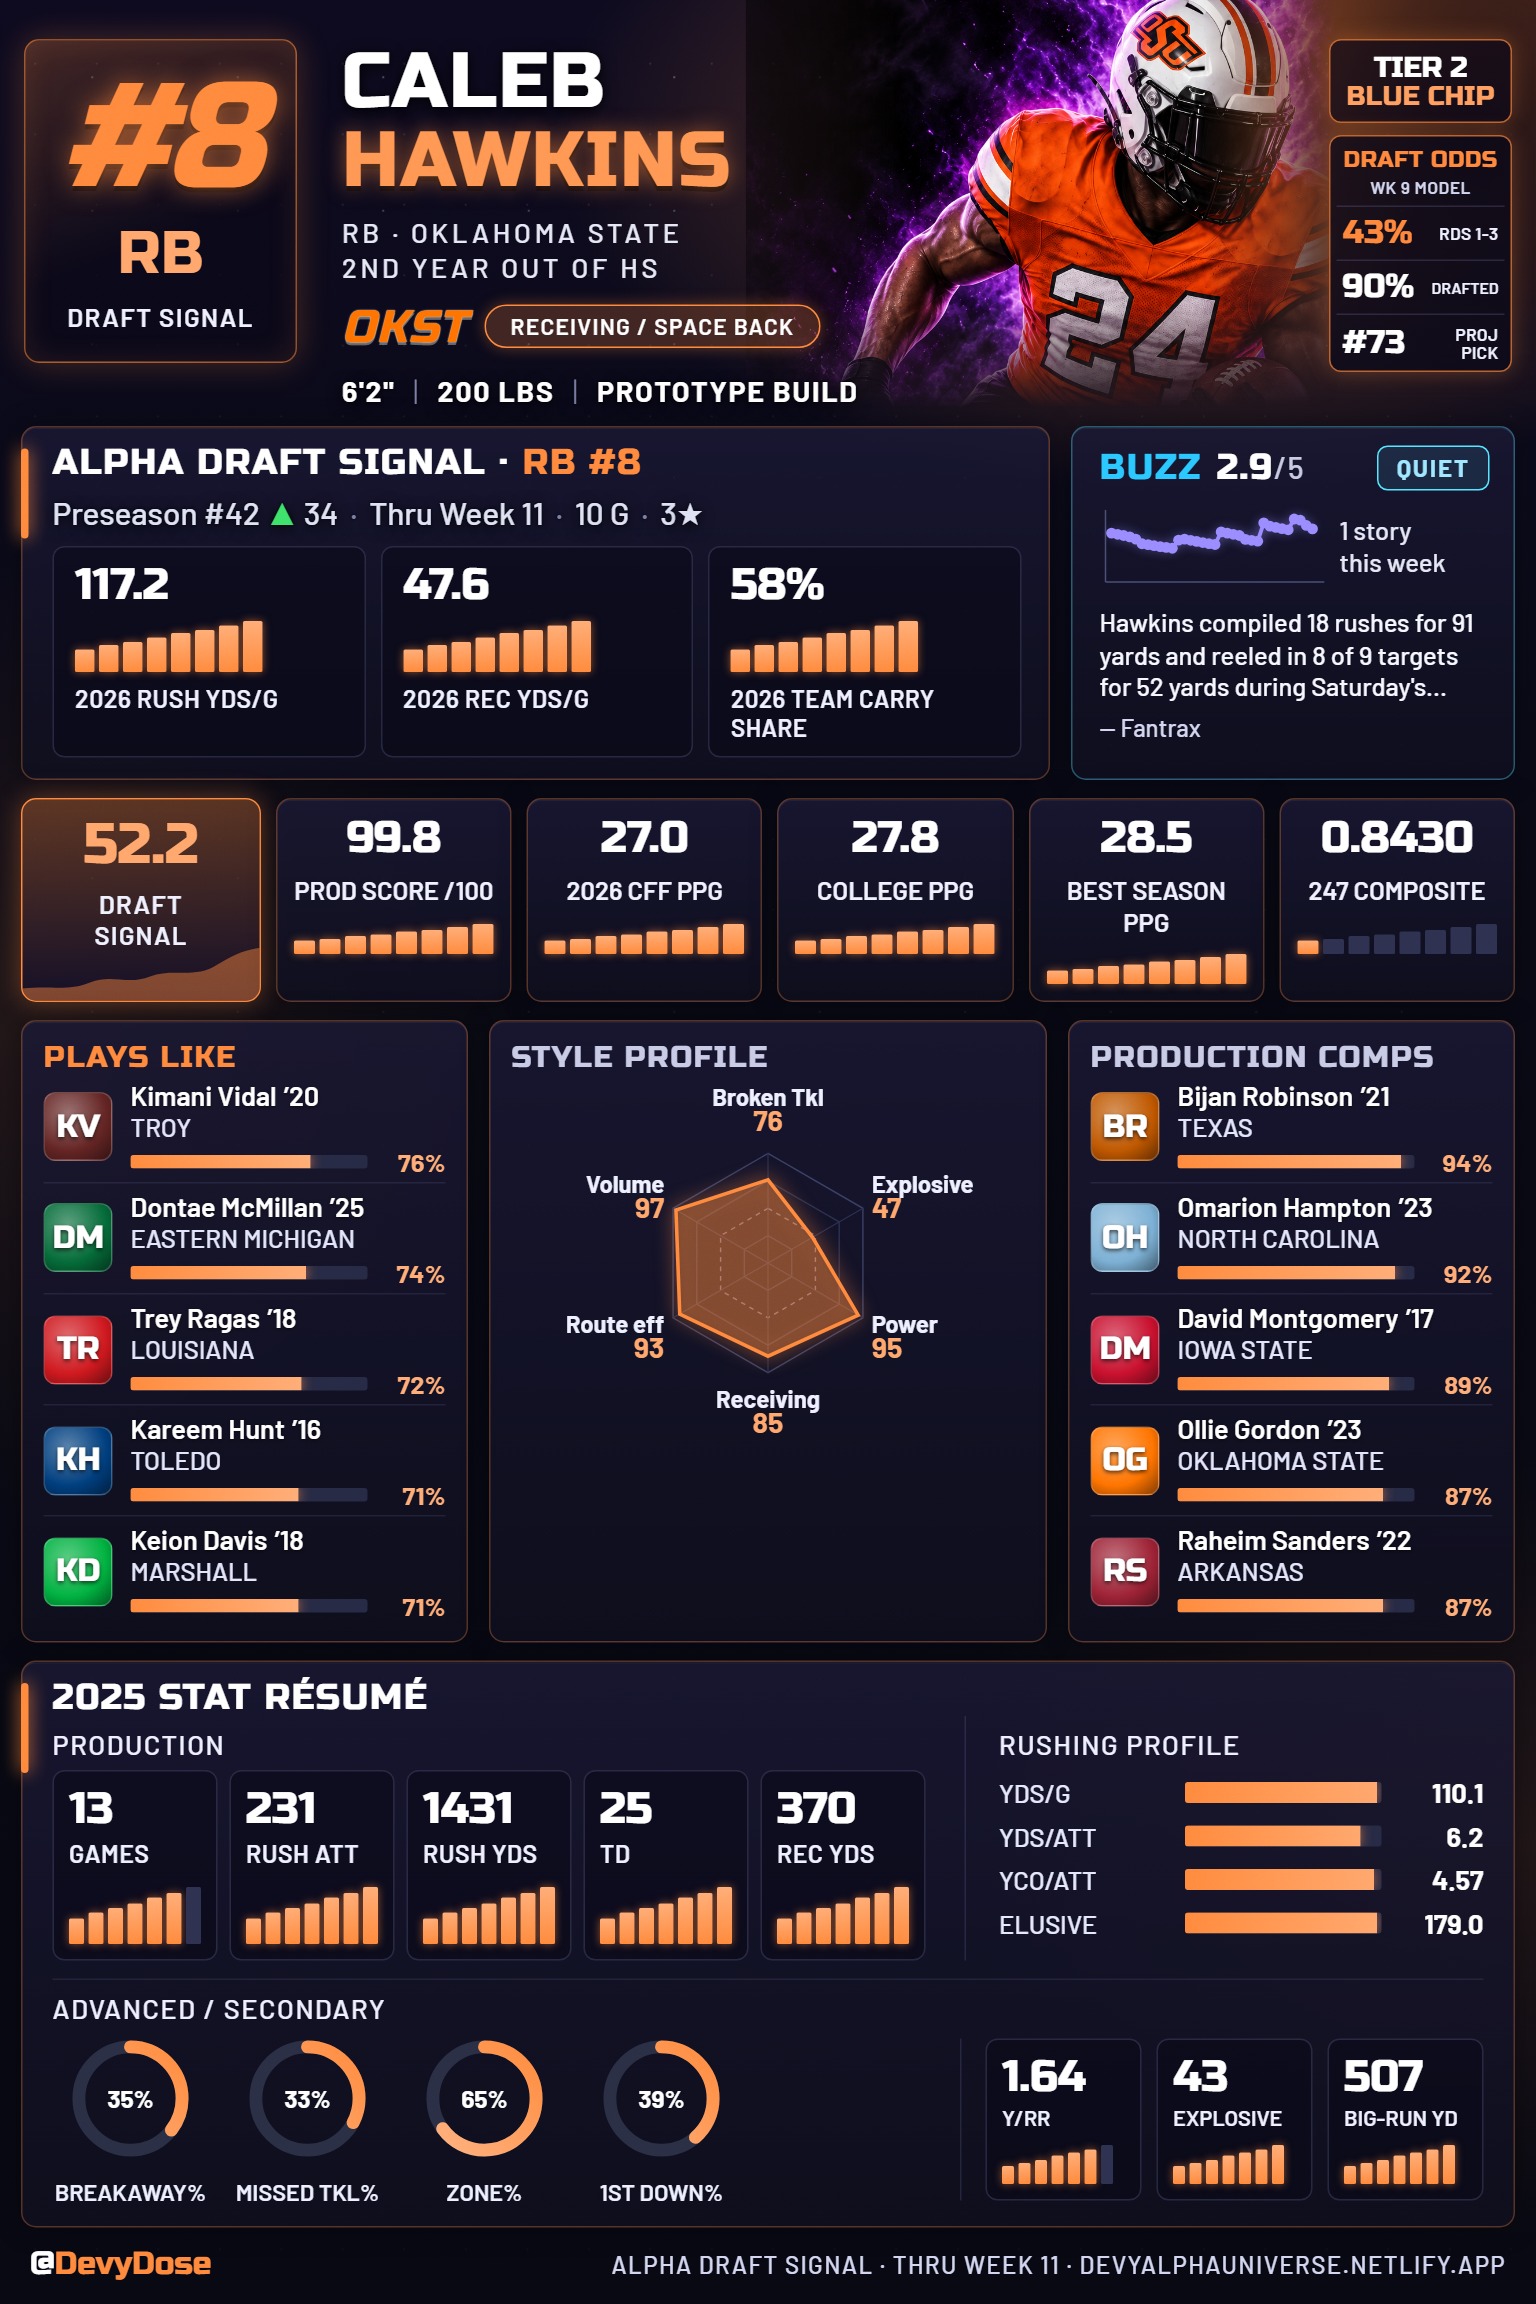 #8
RB
DRAFT SIGNAL
CALEB
HAWKINS
RB · OKLAHOMA STATE
2ND YEAR OUT OF HS
OKST
RECEIVING / SPACE BACK
6'2" | 200 LBS | PROTOTYPE BUILD
OSU
24
TIER 2
BLUE CHIP
DRAFT ODDS
WK 9 MODEL
43% RDS 1-3
90% DRAFTED
#73 PROJ PICK
ALPHA DRAFT SIGNAL · RB #8
Preseason #42 ▲ 34 · Thru Week 11 · 10 G · 3★
117.2
2026 RUSH YDS/G
47.6
2026 REC YDS/G
58%
2026 TEAM CARRY
SHARE
BUZZ 2.9/5
QUIET
1 story
this week
Hawkins compiled 18 rushes for 91
yards and reeled in 8 of 9 targets
for 52 yards during Saturday's...
— Fantrax
52.2
DRAFT
SIGNAL
99.8
PROD SCORE /100
27.0
2026 CFF PPG
27.8
COLLEGE PPG
28.5
BEST SEASON
PPG
0.8430
247 COMPOSITE
PLAYS LIKE
KV
Kimani Vidal ’20
TROY
76%
DM
Dontae McMillan ’25
EASTERN MICHIGAN
74%
TR
Trey Ragas ’18
LOUISIANA
72%
KH
Kareem Hunt ’16
TOLEDO
71%
KD
Keion Davis ’18
MARSHALL
71%
STYLE PROFILE
Broken Tkl
76
Explosive
47
Power
95
Receiving
85
Route eff
93
Volume
97
PRODUCTION COMPS
BR
Bijan Robinson ’21
TEXAS
94%
OH
Omarion Hampton ’23
NORTH CAROLINA
92%
DM
David Montgomery ’17
IOWA STATE
89%
OG
Ollie Gordon ’23
OKLAHOMA STATE
87%
RS
Raheim Sanders ’22
ARKANSAS
87%
2025 STAT RÉSUMÉ
PRODUCTION
13
GAMES
231
RUSH ATT
1431
RUSH YDS
25
TD
370
REC YDS
RUSHING PROFILE
YDS/G 110.1
YDS/ATT 6.2
YCO/ATT 4.57
ELUSIVE 179.0
ADVANCED / SECONDARY
35%
BREAKAWAY%
33%
MISSED TKL%
65%
ZONE%
39%
1ST DOWN%
1.64
Y/RR
43
EXPLOSIVE
507
BIG-RUN YD
@DevyDose
ALPHA DRAFT SIGNAL · THRU WEEK 11 · DEVYALPHAUNIVERSE.NETLIFY.APP